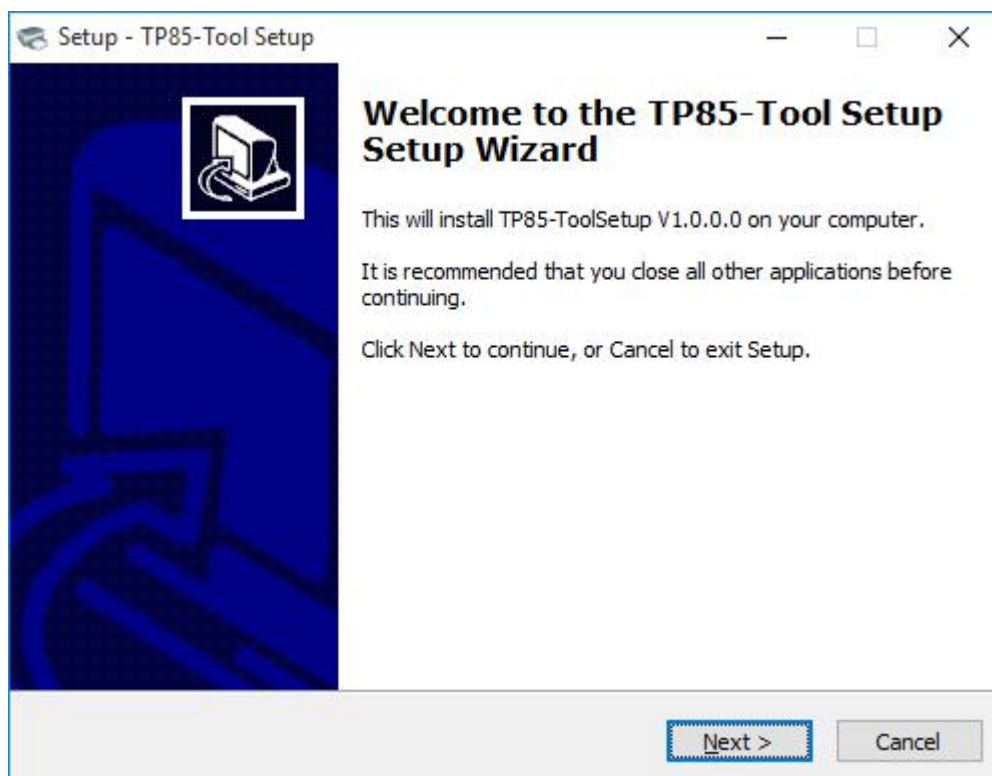 Setup - TP85-Tool Setup
Welcome to the TP85-Tool Setup
Setup Wizard
This will install TP85-ToolSetup V1.0.0.0 on your computer.
It is recommended that you close all other applications before
continuing.
Click Next to continue, or Cancel to exit Setup.
Next >
Cancel